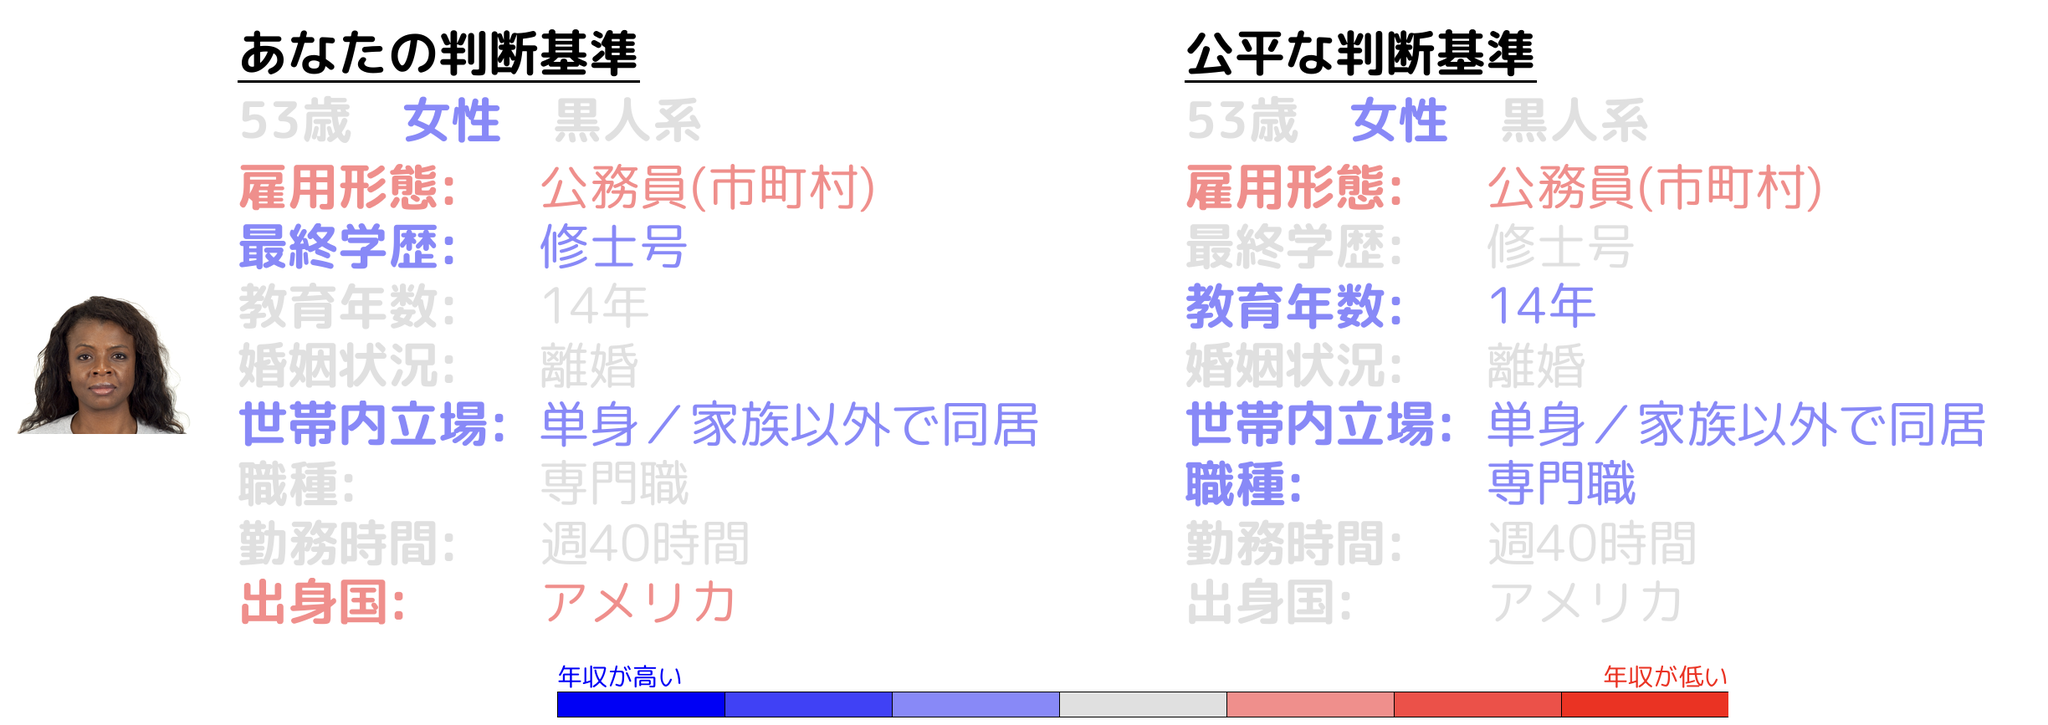 あなたの判断基準
53歳 女性 黒人系
雇用形態: 公務員(市町村)
最終学歴: 修士号
教育年数: 14年
婚姻状況: 離婚
世帯内立場: 単身／家族以外で同居
職種: 専門職
勤務時間: 週40時間
出身国: アメリカ
公平な判断基準
53歳 女性 黒人系
雇用形態: 公務員(市町村)
最終学歴: 修士号
教育年数: 14年
婚姻状況: 離婚
世帯内立場: 単身／家族以外で同居
職種: 専門職
勤務時間: 週40時間
出身国: アメリカ
年収が高い 年収が低い